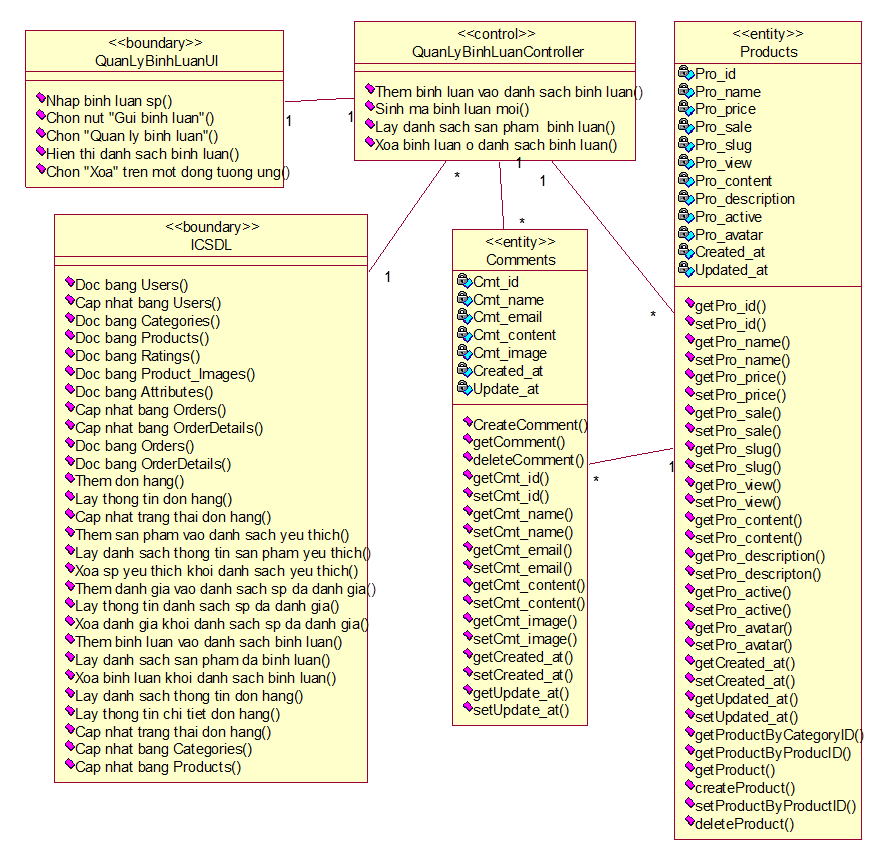 <<boundary>>
QuanLyBinhLuanUI
Nhap binh luan sp()
Chon nut "Gui binh luan"()
Chon "Quan ly binh luan"()
Hien thi danh sach binh luan()
Chon "Xoa" tren mot dong tuong ung()
1
1
<<control>>
QuanLyBinhLuanController
Them binh luan vao danh sach binh luan()
Sinh ma binh luan moi()
Lay danh sach san pham  binh luan()
Xoa binh luan o danh sach binh luan()
*
1
1
*
1
*
<<boundary>>
ICSDL
Doc bang Users()
Cap nhat bang Users()
Doc bang Categories()
Doc bang Products()
Doc bang Ratings()
Doc bang Product_Images()
Doc bang Attributes()
Cap nhat bang Orders()
Cap nhat bang OrderDetails()
Doc bang Orders()
Doc bang OrderDetails()
Them don hang()
Lay thong tin don hang()
Cap nhat trang thai don hang()
Them san pham vao danh sach yeu thich()
Lay danh sach thong tin san pham yeu thich()
Xoa sp yeu thich khoi danh sach yeu thich()
Them danh gia vao danh sach sp da danh gia()
Lay thong tin danh sach sp da danh gia()
Xoa danh gia khoi danh sach sp da danh gia()
Them binh luan vao danh sach binh luan()
Lay danh sach san pham da binh luan()
Xoa binh luan khoi danh sach binh luan()
Lay danh sach thong tin don hang()
Lay thong tin chi tiet don hang()
Cap nhat trang thai don hang()
Cap nhat bang Categories()
Cap nhat bang Products()
<<entity>>
Comments
Cmt_id
Cmt_name
Cmt_email
Cmt_content
Cmt_image
Created_at
Update_at
CreateComment()
getComment()
deleteComment()
getCmt_id()
setCmt_id()
getCmt_name()
setCmt_name()
getCmt_email()
setCmt_email()
getCmt_content()
setCmt_content()
getCmt_image()
setCmt_image()
getCreated_at()
setCreated_at()
getUpdate_at()
setUpdate_at()
*
1
<<entity>>
Products
Pro_id
Pro_name
Pro_price
Pro_sale
Pro_slug
Pro_view
Pro_content
Pro_description
Pro_active
Pro_avatar
Created_at
Updated_at
getPro_id()
setPro_id()
getPro_name()
setPro_name()
getPro_price()
setPro_price()
getPro_sale()
setPro_sale()
getPro_slug()
setPro_slug()
getPro_view()
setPro_view()
getPro_content()
setPro_content()
getPro_description()
setPro_descripton()
getPro_active()
setPro_active()
getPro_avatar()
setPro_avatar()
getCreated_at()
setCreated_at()
getUpdated_at()
setUpdated_at()
getProductByCategoryID()
getProductByProducID()
getProduct()
createProduct()
setProductByProductID()
deleteProduct()